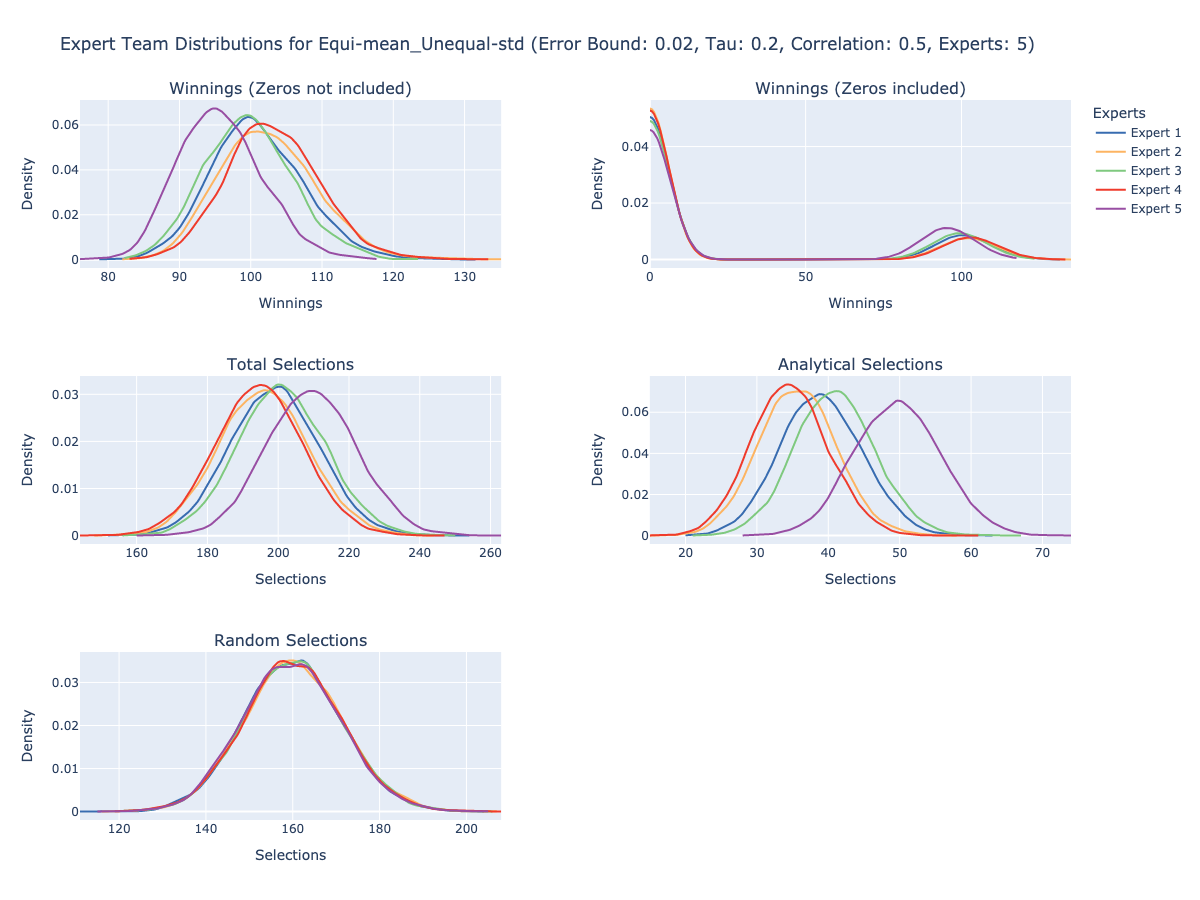 Expert Team Distributions for Equi-mean_Unequal-std (Error Bound: 0.02, Tau: 0.2, Correlation: 0.5, Experts: 5)
Winnings (Zeros not included)
Density
0.06
0.04
0.02
0
80 90 100 110 120 130
Winnings
Winnings (Zeros included)
Density
0.04
0.02
0
0 50 100
Winnings
Experts
Expert 1
Expert 2
Expert 3
Expert 4
Expert 5
Total Selections
Density
0.03
0.02
0.01
0
160 180 200 220 240 260
Selections
Analytical Selections
Density
0.06
0.04
0.02
0
20 30 40 50 60 70
Selections
Random Selections
Density
0.03
0.02
0.01
0
120 140 160 180 200
Selections